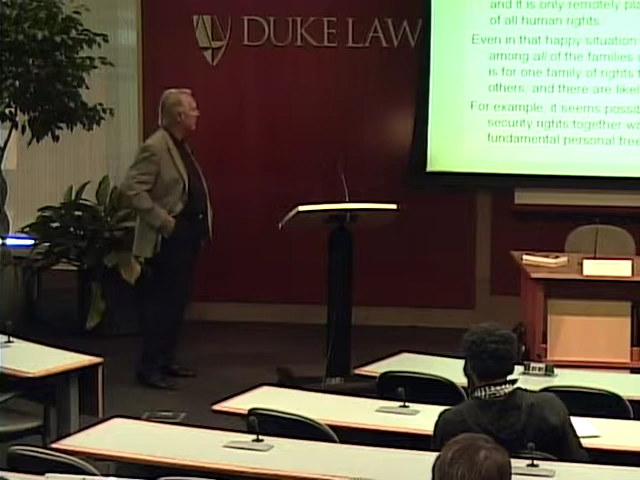 DUKE LAW
and it is only remotely pla
of all human rights.
Even in that happy situation
among all of the families
is for one family of rights
others, and there are likel
For example, it seems possib
security rights together w
fundamental personal free